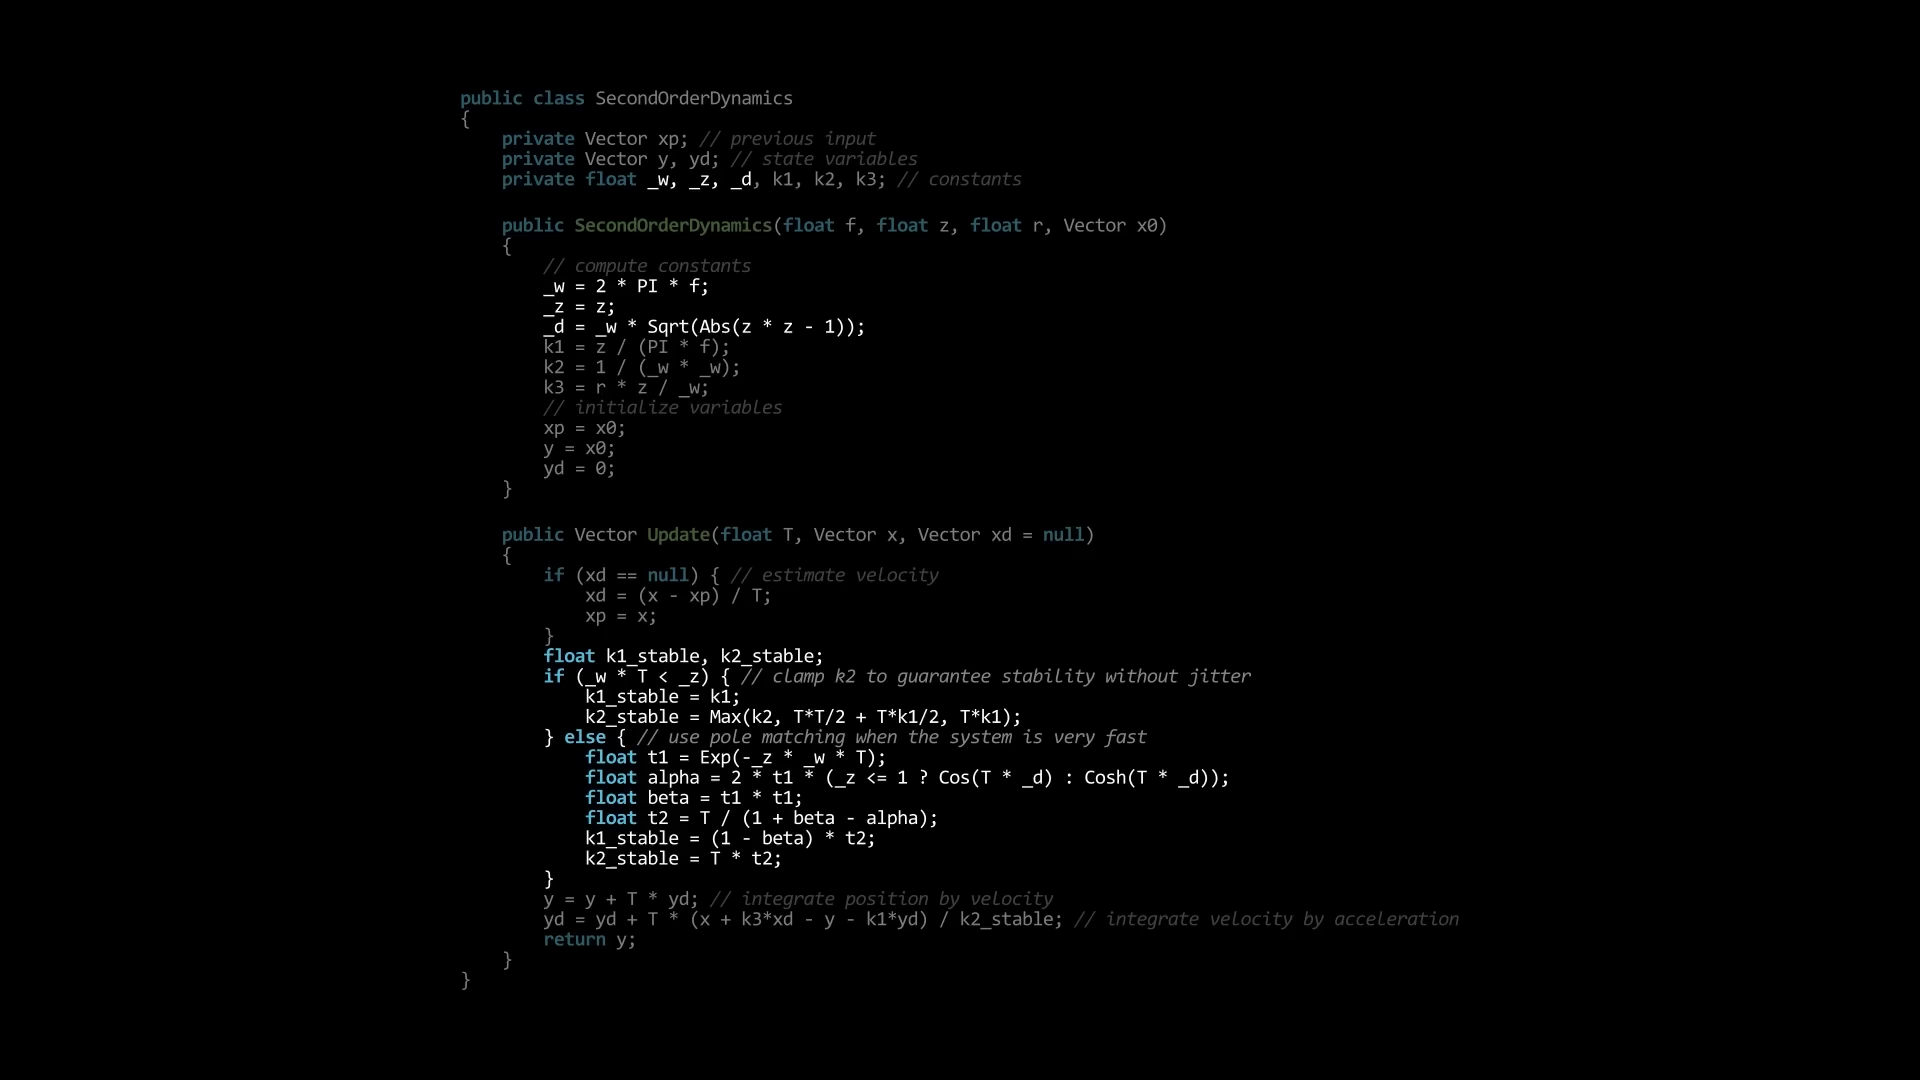 public class SecondOrderDynamics
{
    private Vector xp; // previous input
    private Vector y, yd; // state variables
    private float _w, _z, _d, k1, k2, k3; // constants

    public SecondOrderDynamics(float f, float z, float r, Vector x0)
    {
        // compute constants
        _w = 2 * PI * f;
        _z = z;
        _d = _w * Sqrt(Abs(z * z - 1));
        k1 = z / (PI * f);
        k2 = 1 / (_w * _w);
        k3 = r * z / _w;
        // initialize variables
        xp = x0;
        y = x0;
        yd = 0;
    }

    public Vector Update(float T, Vector x, Vector xd = null)
    {
        if (xd == null) { // estimate velocity
            xd = (x - xp) / T;
            xp = x;
        }
        float k1_stable, k2_stable;
        if (_w * T < _z) { // clamp k2 to guarantee stability without jitter
            k1_stable = k1;
            k2_stable = Max(k2, T*T/2 + T*k1/2, T*k1);
        } else { // use pole matching when the system is very fast
            float t1 = Exp(-_z * _w * T);
            float alpha = 2 * t1 * (_z <= 1 ? Cos(T * _d) : Cosh(T * _d));
            float beta = t1 * t1;
            float t2 = T / (1 + beta - alpha);
            k1_stable = (1 - beta) * t2;
            k2_stable = T * t2;
        }
        y = y + T * yd; // integrate position by velocity
        yd = yd + T * (x + k3*xd - y - k1*yd) / k2_stable; // integrate velocity by acceleration
        return y;
    }
}